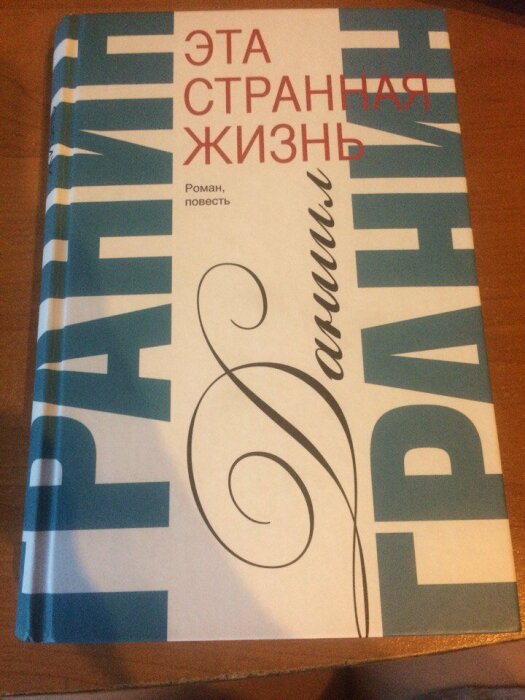 ЭТА
СТРАННАЯ
ЖИЗНЬ
Роман,
повесть
Даниил
ГРАНИН
ГРАНИН